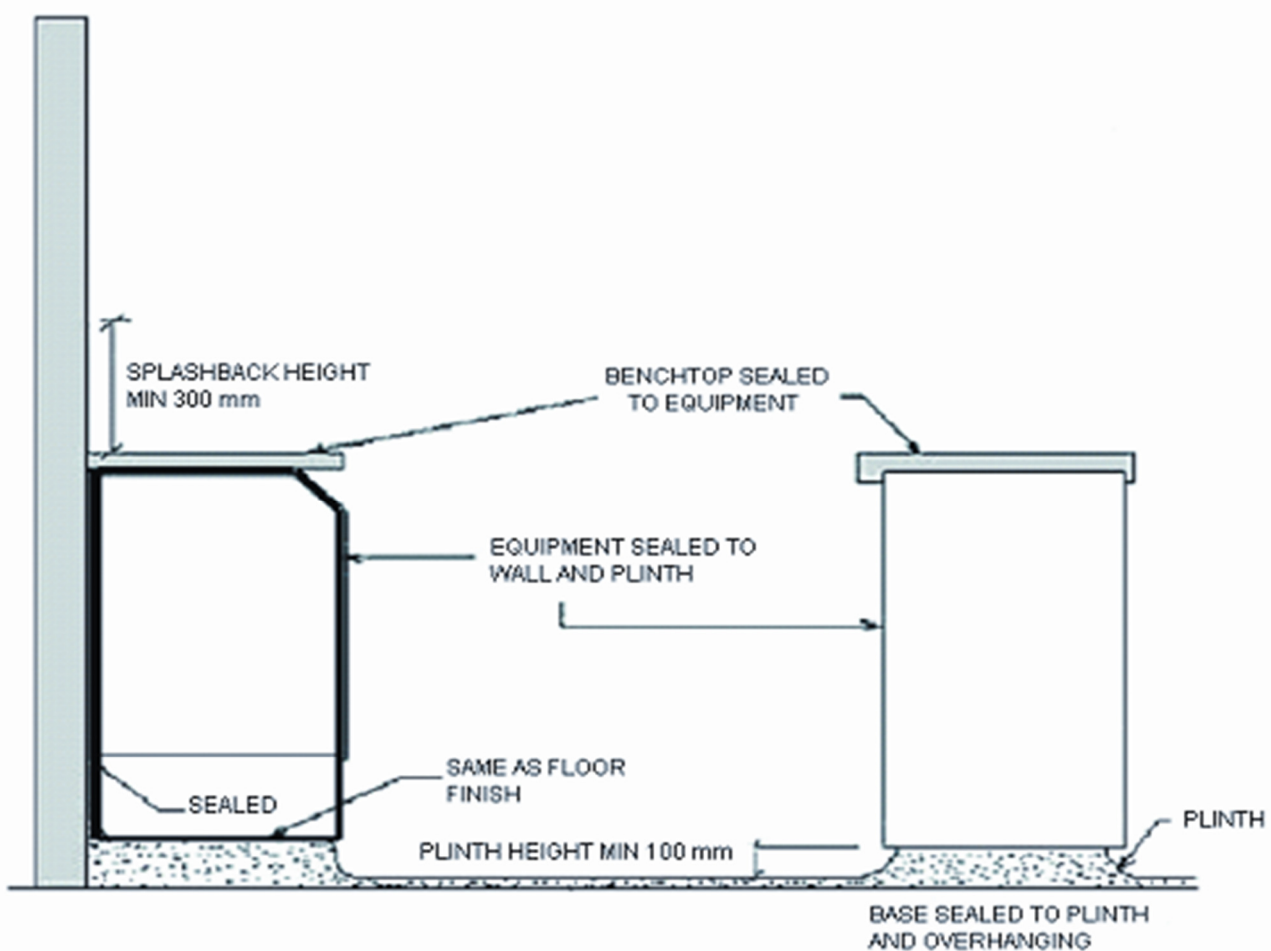 SPLASHBACK HEIGHT
MIN 300 mm
BENCHTOP SEALED
TO EQUIPMENT
EQUIPMENT SEALED TO
WALL AND PLINTH
SAME AS FLOOR
FINISH
SEALED
PLINTH HEIGHT MIN 100 mm
PLINTH
BASE SEALED TO PLINTH
AND OVERHANGING